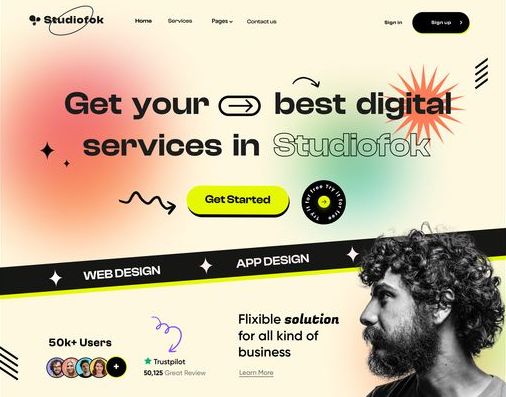 Studiofok
Home
Services
Pages
Contact us
Sign in
Sign up
Get your best digital
services in Studiofok
Get Started
Try it for free Try it for free
WEB DESIGN
APP DESIGN
50k+ Users
Trustpilot
50,125 Great Review
Flixible solution
for all kind of
business
Learn More